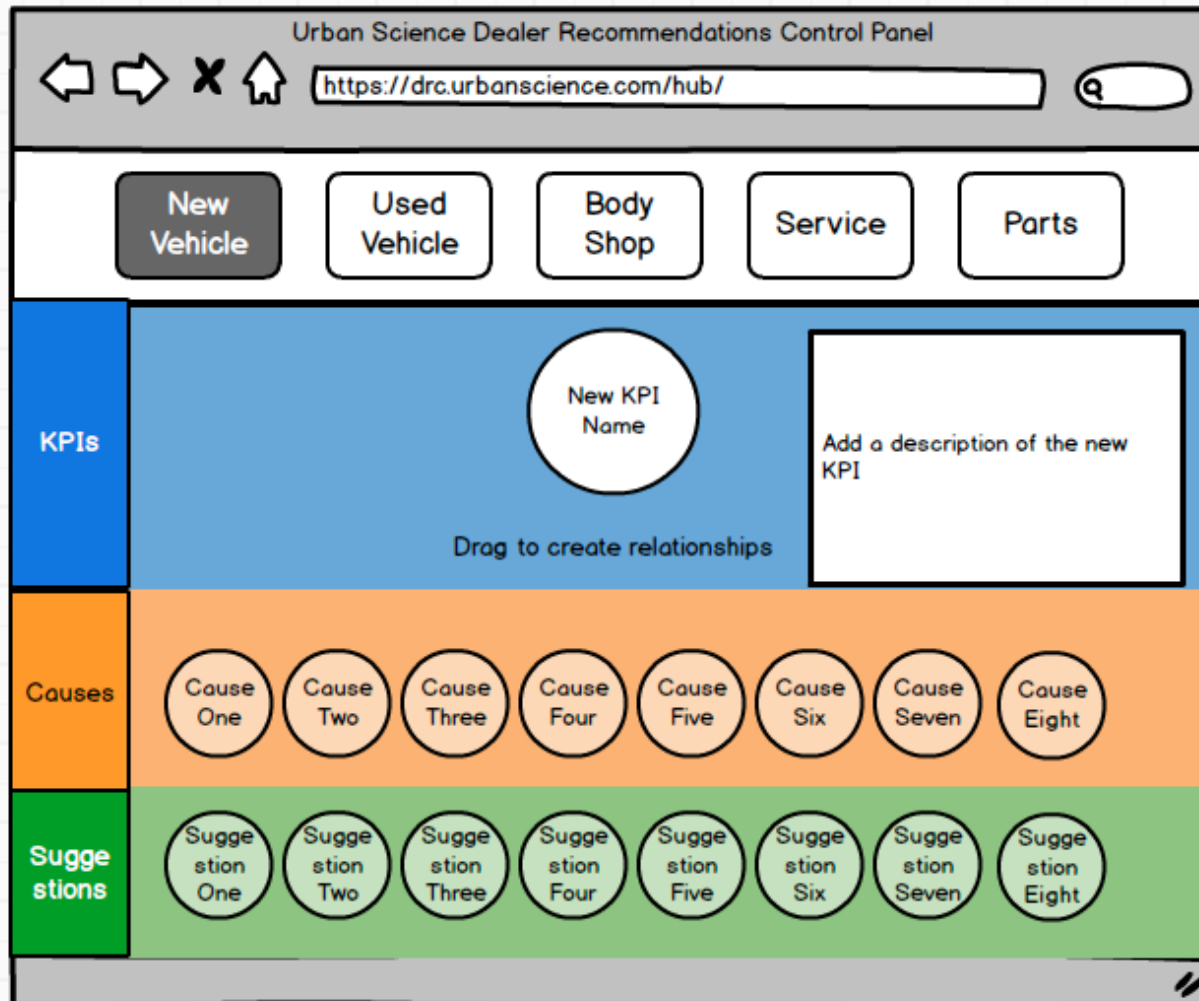 Urban Science Dealer Recommendations Control Panel
https://drc.urbanscience.com/hub/
New
Vehicle
Used
Vehicle
Body
Shop
Service
Parts
KPIs
New KPI
Name
Add a description of the new
KPI
Drag to create relationships
Causes
Cause
One
Cause
Two
Cause
Three
Cause
Four
Cause
Five
Cause
Six
Cause
Seven
Cause
Eight
Sugge
stions
Sugge
stion
One
Sugge
stion
Two
Sugge
stion
Three
Sugge
stion
Four
Sugge
stion
Five
Sugge
stion
Six
Sugge
stion
Seven
Sugge
stion
Eight